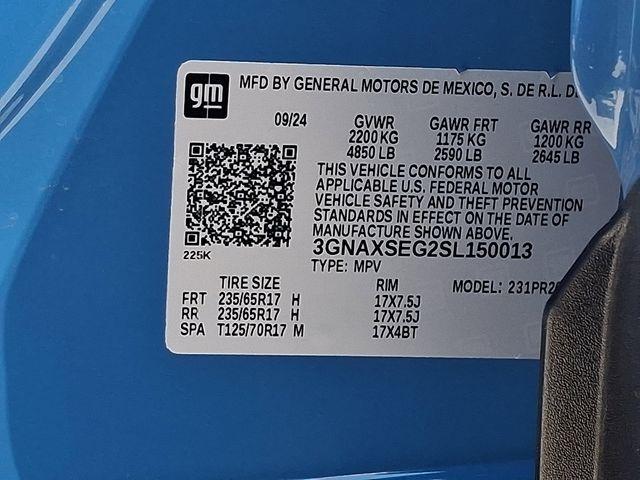 gm MFD BY GENERAL MOTORS DE MEXICO, S. DE R.L.
09/24 GVWR GAWR FRT GAWR RR
2200 KG 1175 KG 1200 KG
4850 LB 2590 LB 2645 LB
THIS VEHICLE CONFORMS TO ALL
APPLICABLE U.S. FEDERAL MOTOR
VEHICLE SAFETY AND THEFT PREVENTION
STANDARDS IN EFFECT ON THE DATE OF
MANUFACTURE SHOWN ABOVE.
225K
3GNAXSEG2SL150013
TYPE: MPV
TIRE SIZE RIM MODEL:
FRT 235/65R17 H 17X7.5J
RR 235/65R17 H 17X7.5J
SPA T125/70R17 M 17X4BT